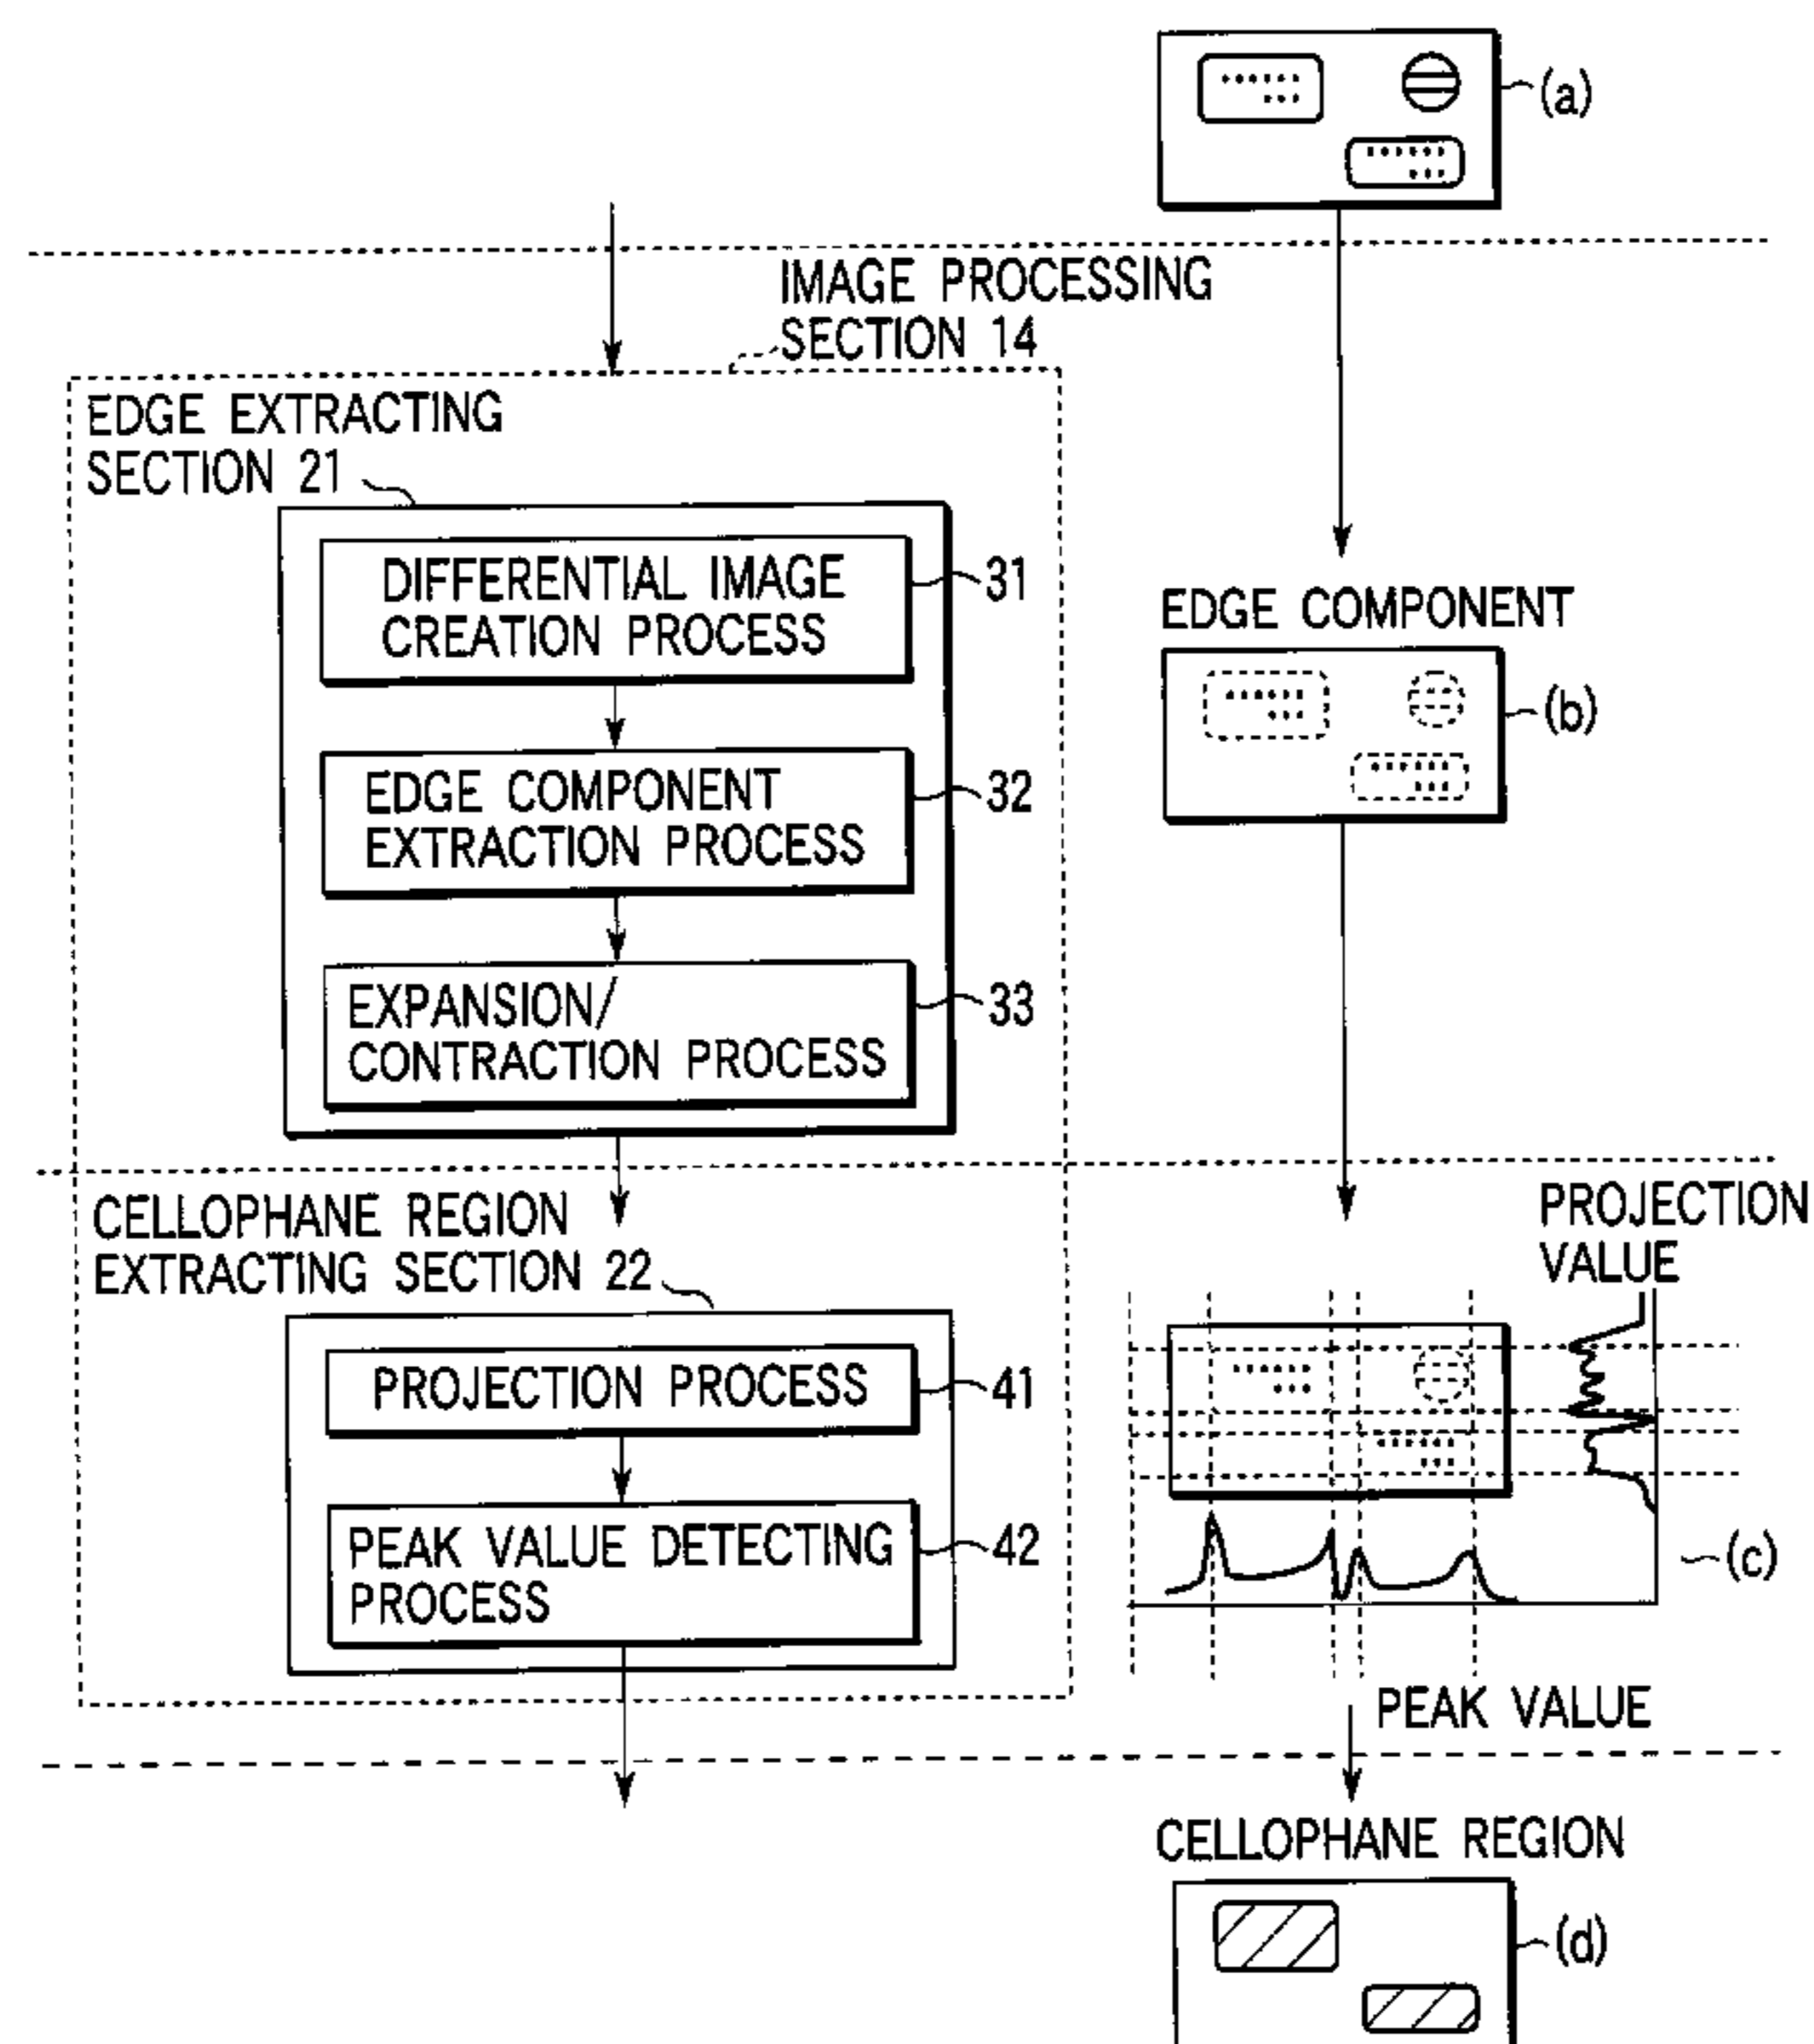 (a)
IMAGE PROCESSING
SECTION 14
EDGE EXTRACTING
SECTION 21
DIFFERENTIAL IMAGE
CREATION PROCESS
31
EDGE COMPONENT
EXTRACTION PROCESS
32
EXPANSION/
CONTRACTION PROCESS
33
EDGE COMPONENT
(b)
CELLOPHANE REGION
EXTRACTING SECTION 22
PROJECTION PROCESS
41
PEAK VALUE DETECTING
PROCESS
42
PROJECTION
VALUE
(c)
PEAK VALUE
CELLOPHANE REGION
(d)